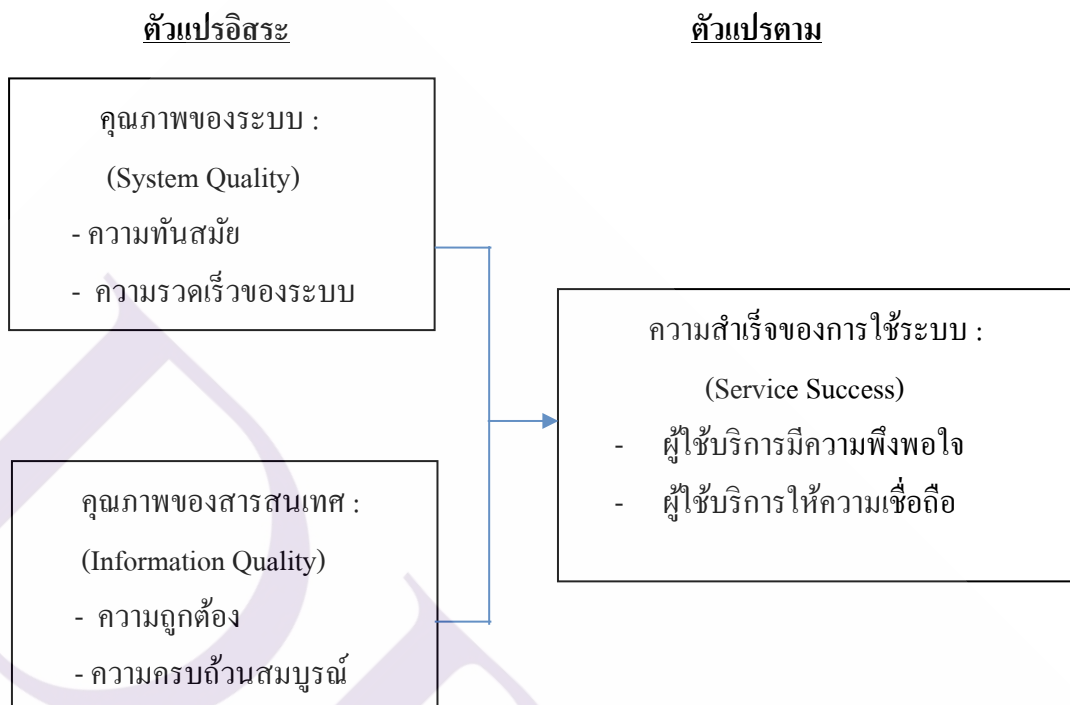 ตัวแปรอิสระ
ตัวแปรตาม
คุณภาพของระบบ :
(System Quality)
- ความทันสมัย
- ความรวดเร็วของระบบ
คุณภาพของสารสนเทศ :
(Information Quality)
- ความถูกต้อง
- ความครบถ้วนสมบูรณ์
ความสำเร็จของการใช้ระบบ :
(Service Success)
- ผู้ใช้บริการมีความพึงพอใจ
- ผู้ใช้บริการให้ความเชื่อถือ